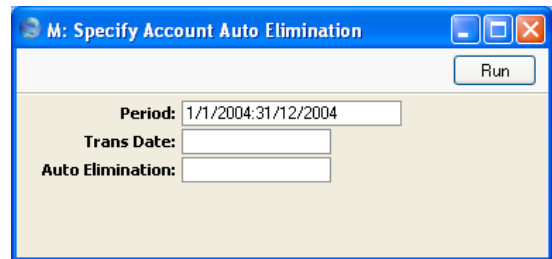 M: Specify Account Auto Elimination
Run
Period: 1/1/2004:31/12/2004
Trans Date:
Auto Elimination: